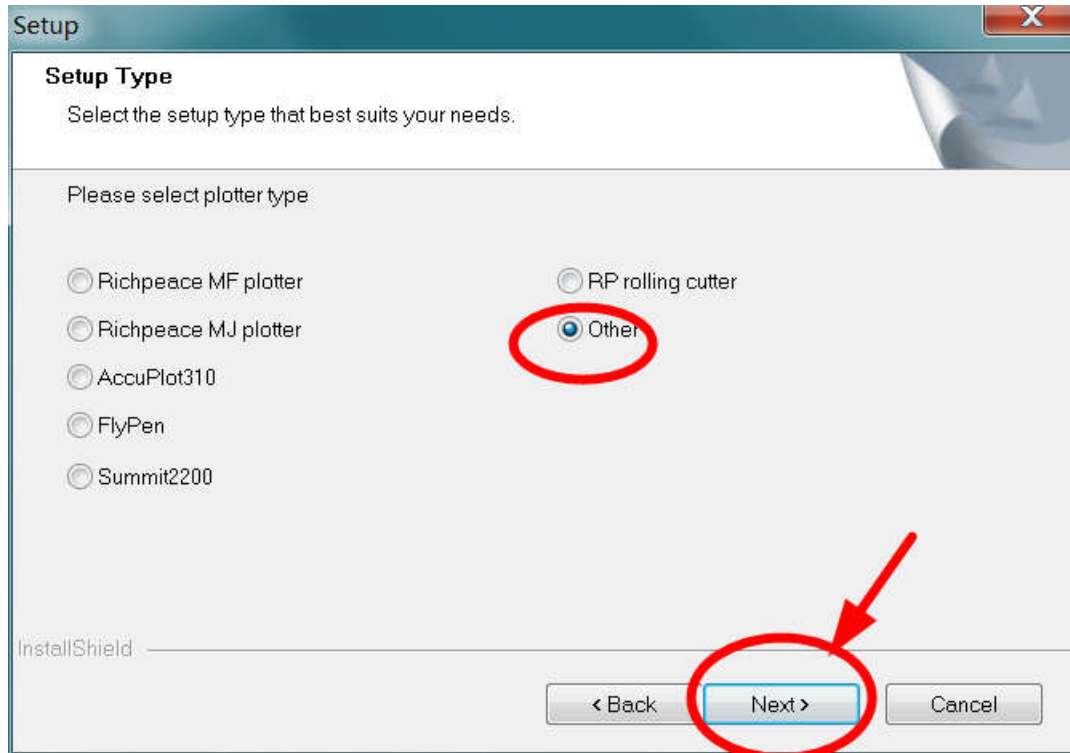 Setup
X
Setup Type
Select the setup type that best suits your needs.
Please select plotter type
Richpeace MF plotter
RP rolling cutter
Richpeace MJ plotter
Other
AccuPlot310
FlyPen
Summit2200
InstallShield
< Back
Next >
Cancel